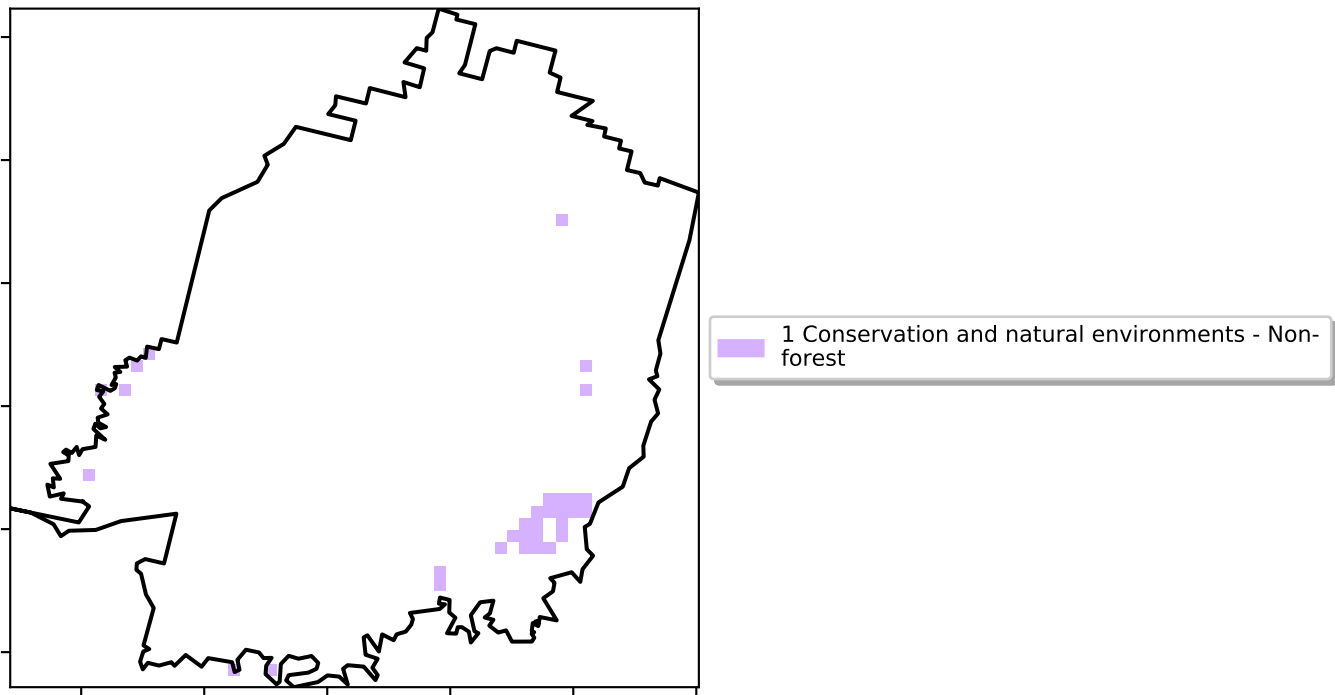 1 Conservation and natural environments - Non-
forest